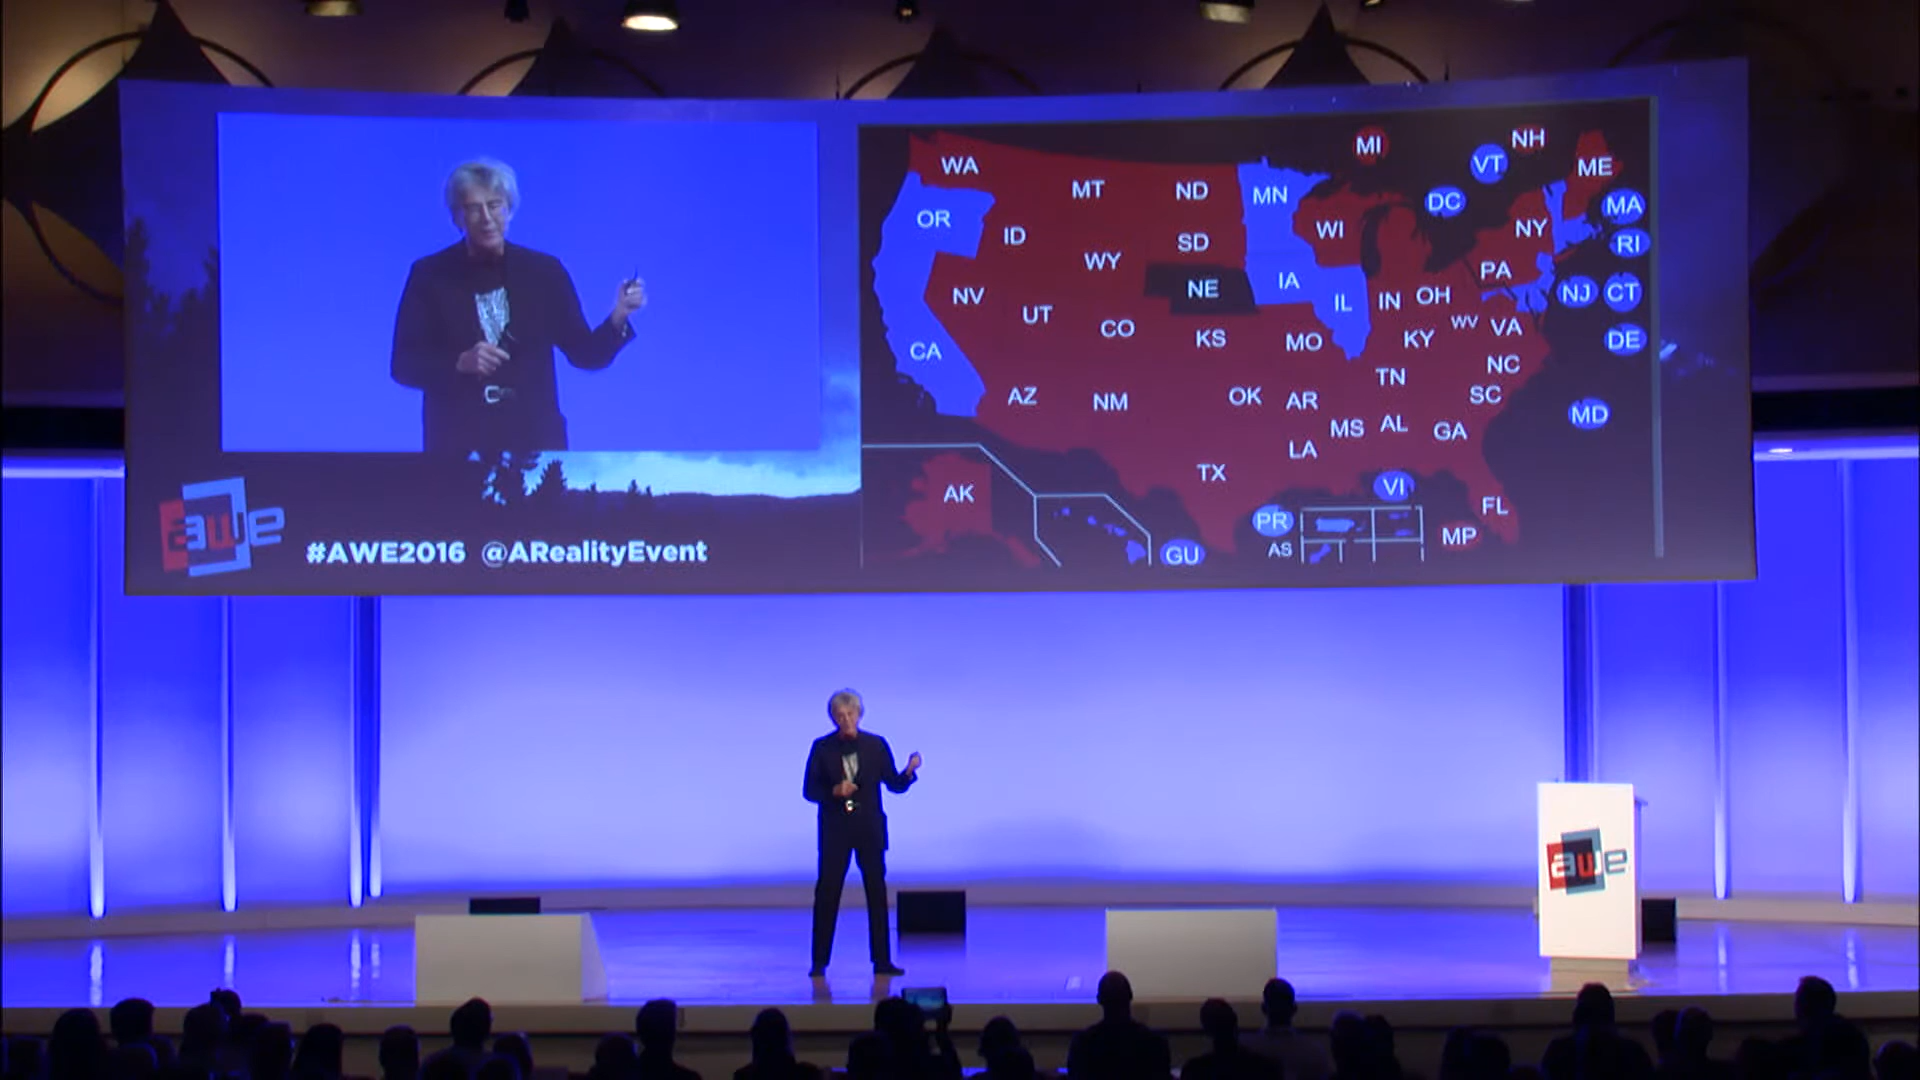 WA
MT
ND
MN
MI
NH
VT
ME
OR
ID
SD
WI
DC
NY
MA
RI
WY
NE
IA
PA
NV
UT
CO
KS
IL
IN
OH
WV
VA
NJ
CT
CA
MO
KY
DE
NC
AZ
NM
OK
AR
TN
SC
MD
MS
AL
GA
LA
TX
VI
AK
FL
PR
MP
AS
GU
awe
#AWE2016 @ARealityEvent
awe